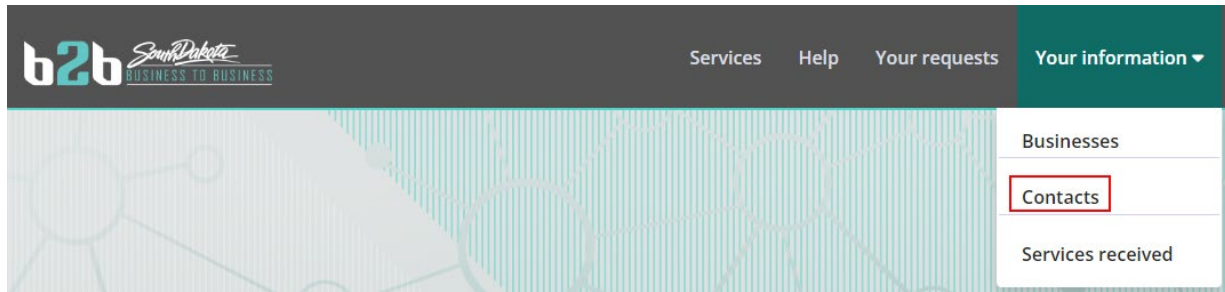 b2b South Dakota
BUSINESS TO BUSINESS
Services Help Your requests Your information
Businesses
Contacts
Services received